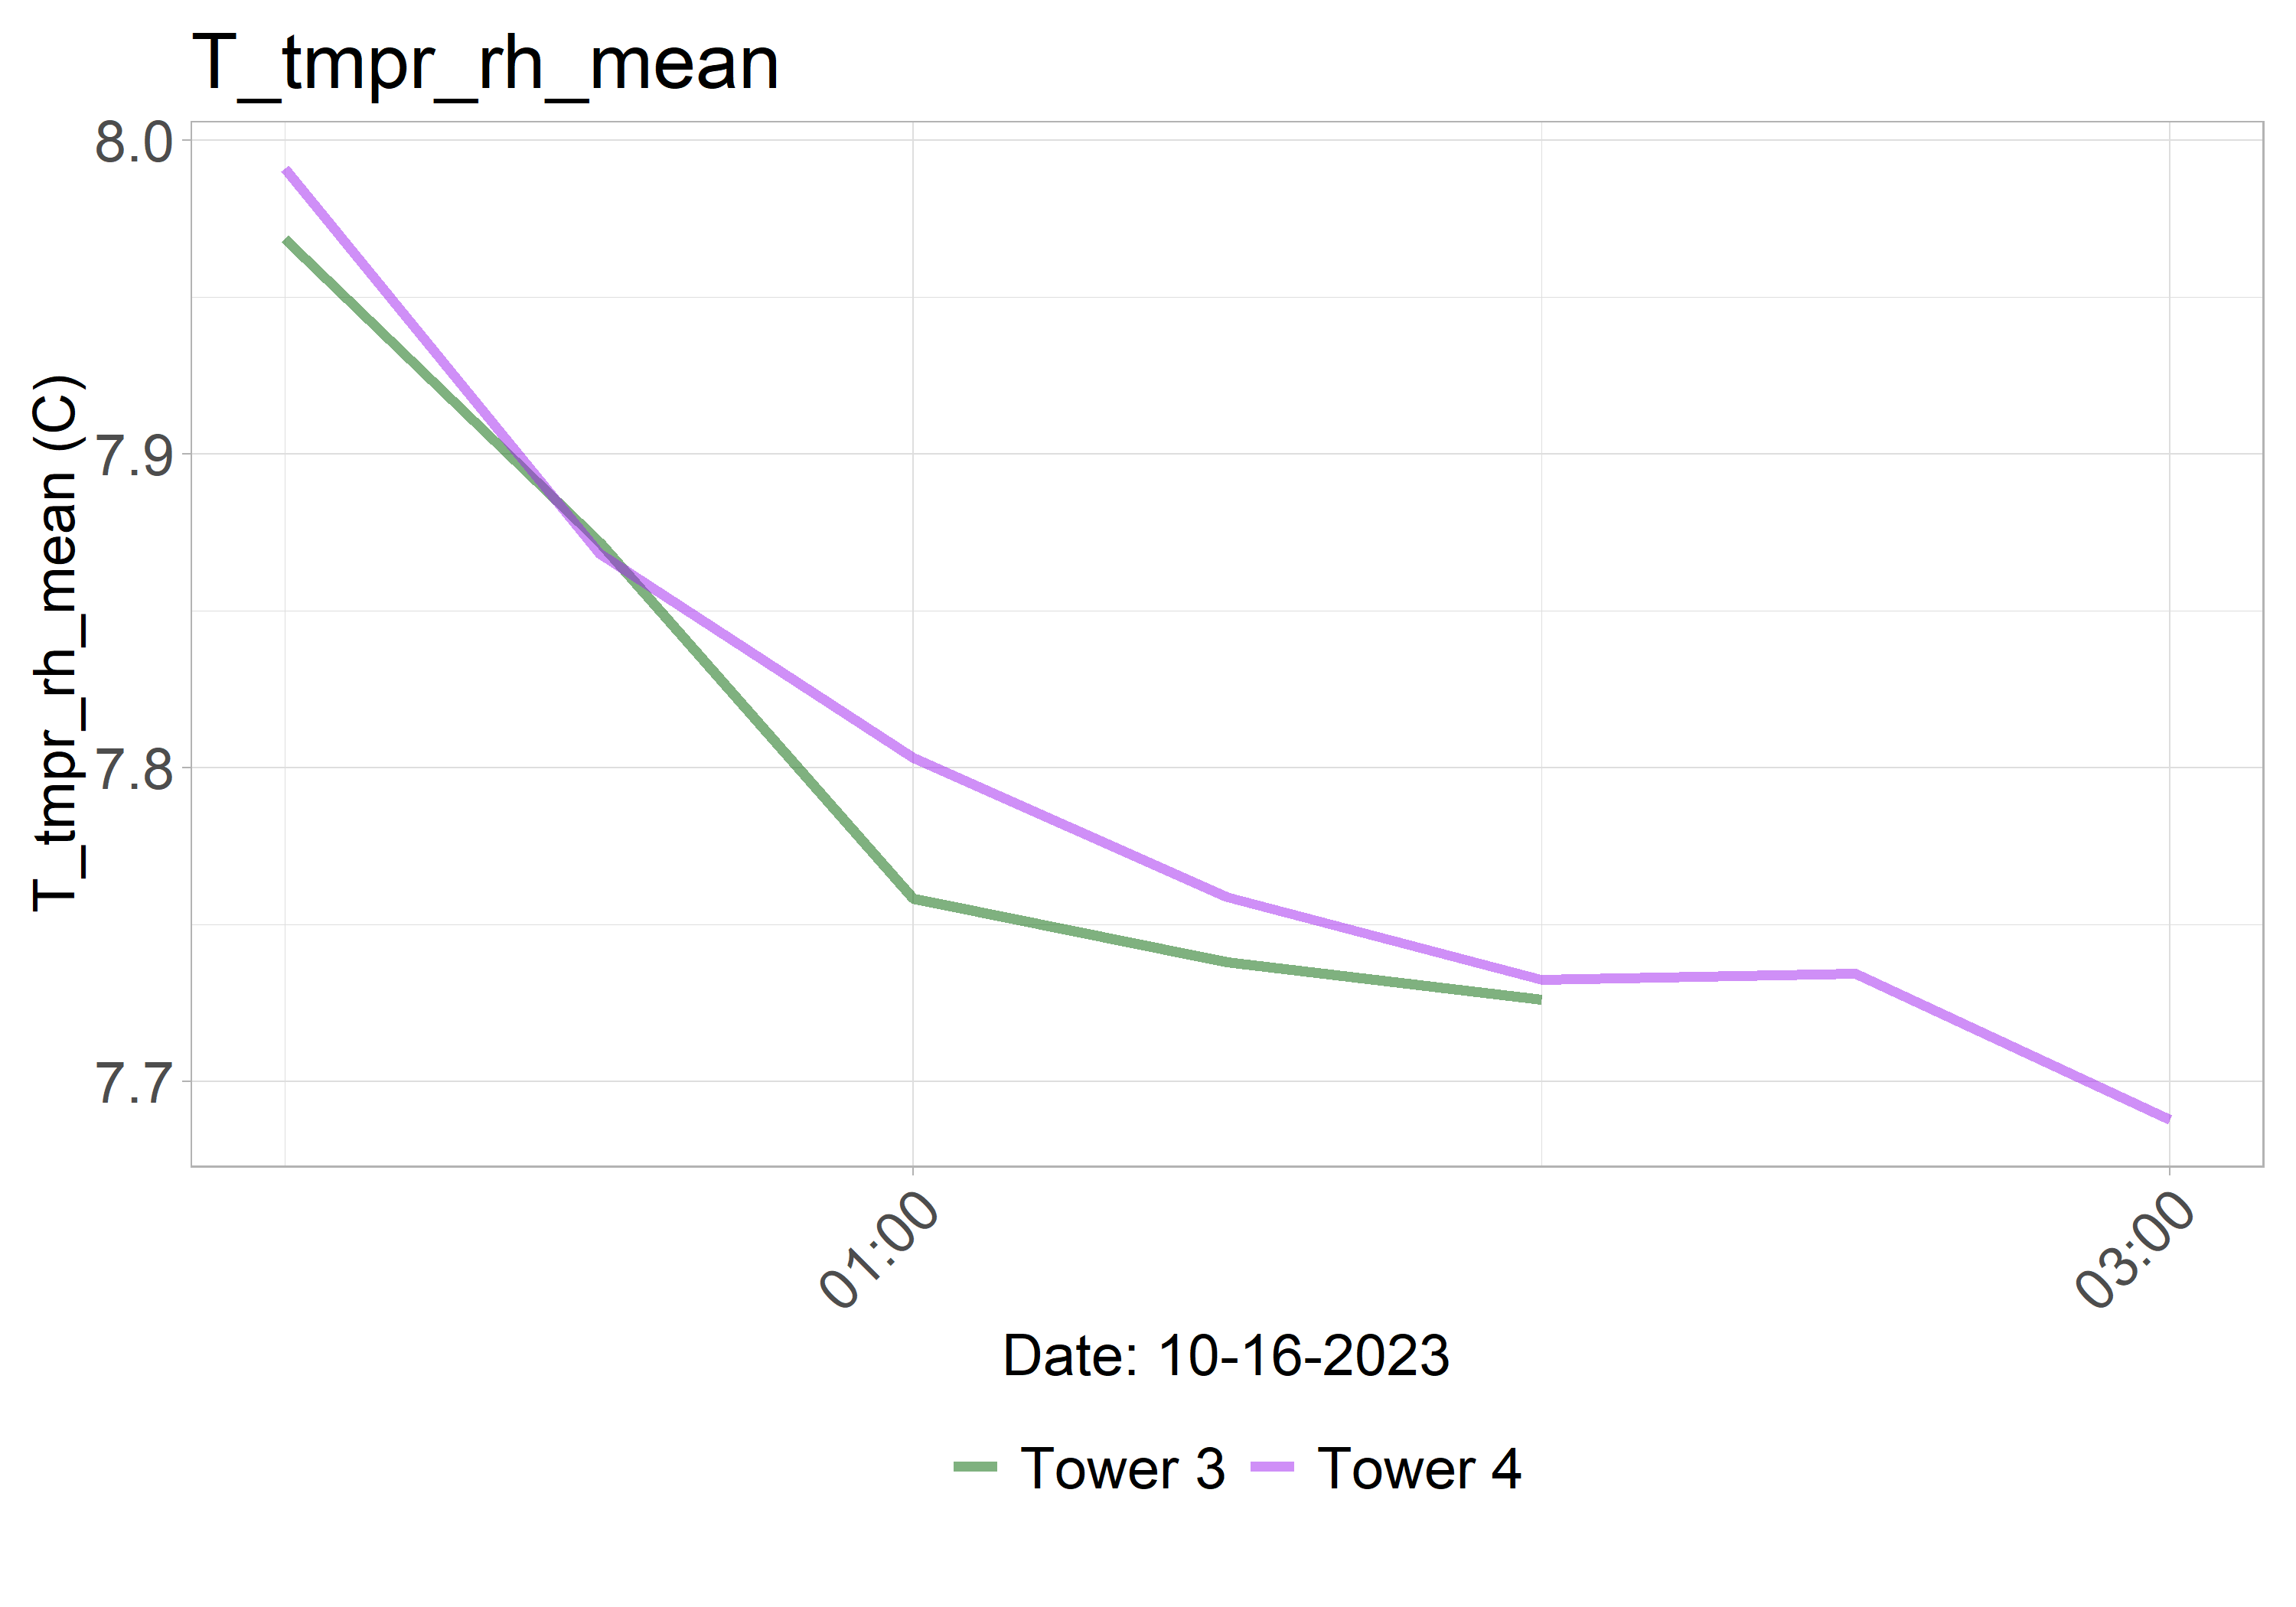 T_tmpr_rh_mean
T_tmpr_rh_mean (C)
8.0
7.9
7.8
7.7
01:00
03:00
Date: 10-16-2023
Tower 3
Tower 4